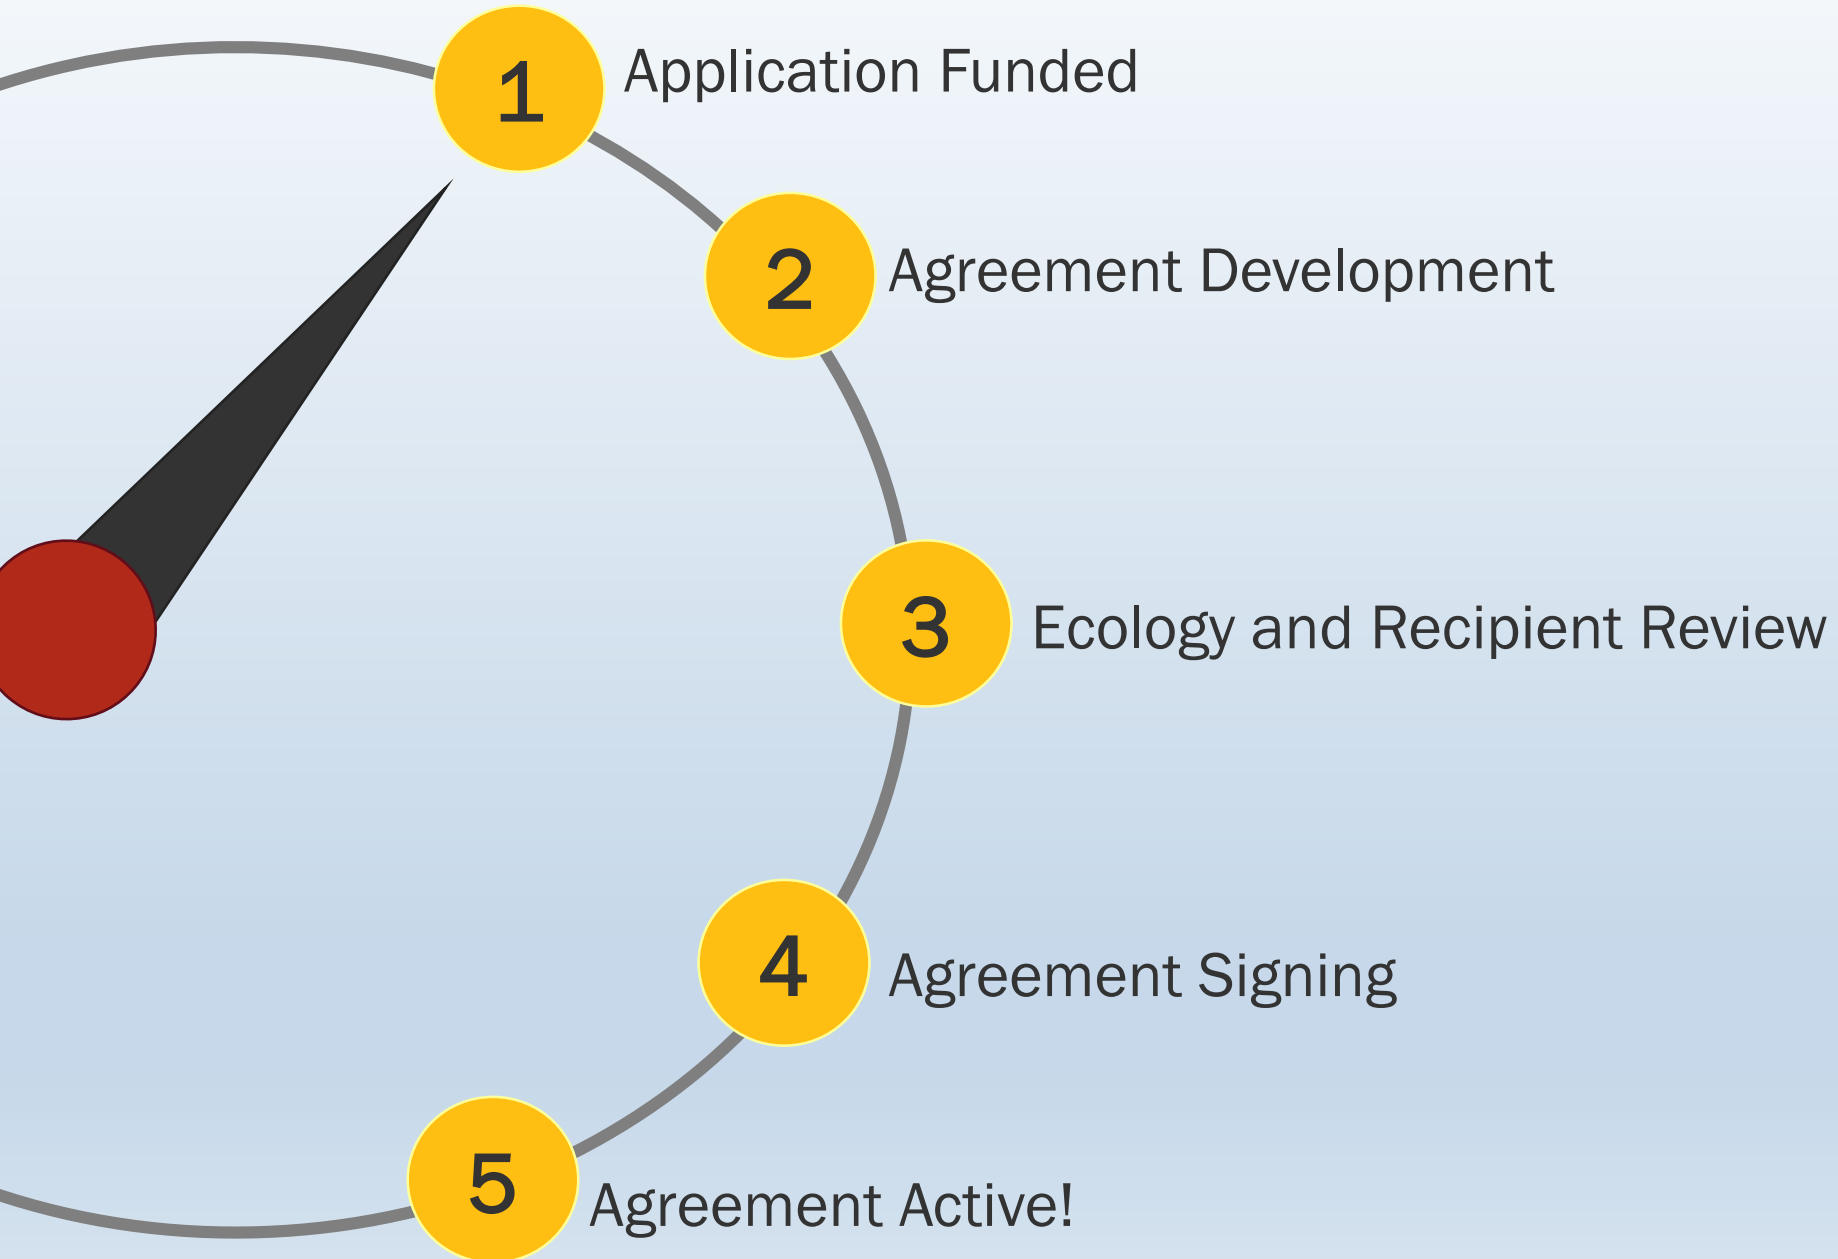 1 Application Funded
2 Agreement Development
3 Ecology and Recipient Review
4 Agreement Signing
5 Agreement Active!